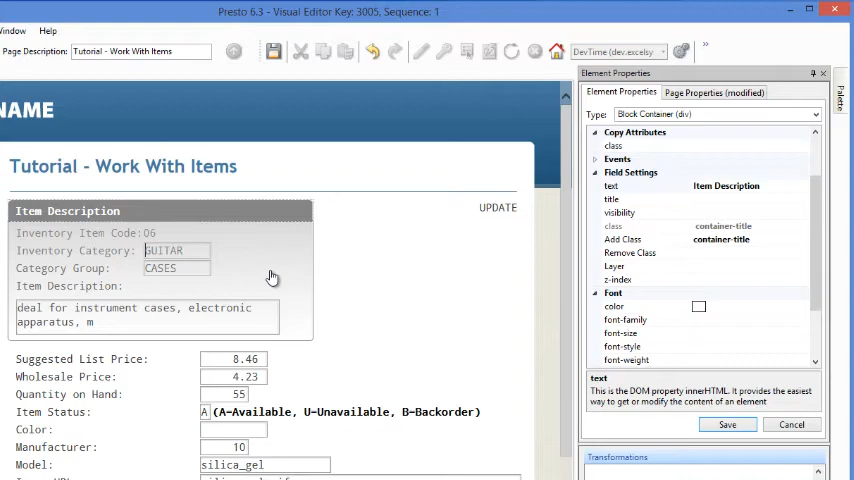 Presto 6.3 - Visual Editor Key: 3005, Sequence: 1
Window Help
Page Description: Tutorial - Work With Items
DevTime (dev.excelsy
NAME
Tutorial - Work With Items
UPDATE
Item Description
Inventory Item Code: 06
Inventory Category: GUITAR
Category Group: CASES
Item Description:
deal for instrument cases, electronic
apparatus, m
Suggested List Price: 8.46
Wholesale Price: 4.23
Quantity on Hand: 55
Item Status: A (A-Available, U-Unavailable, B-Backorder)
Color:
Manufacturer: 10
Model: silica_gel
Element Properties
Element Properties Page Properties (modified)
Type: Block Container (div)
Copy Attributes
class
Events
Field Settings
text Item Description
title
visibility
class container-title
Add Class container-title
Remove Class
Layer
z-index
Font
color
font-family
font-size
font-style
font-weight
text
This is the DOM property innerHTML. It provides the easiest
way to get or modify the content of an element
Save Cancel
Transformations
Palette